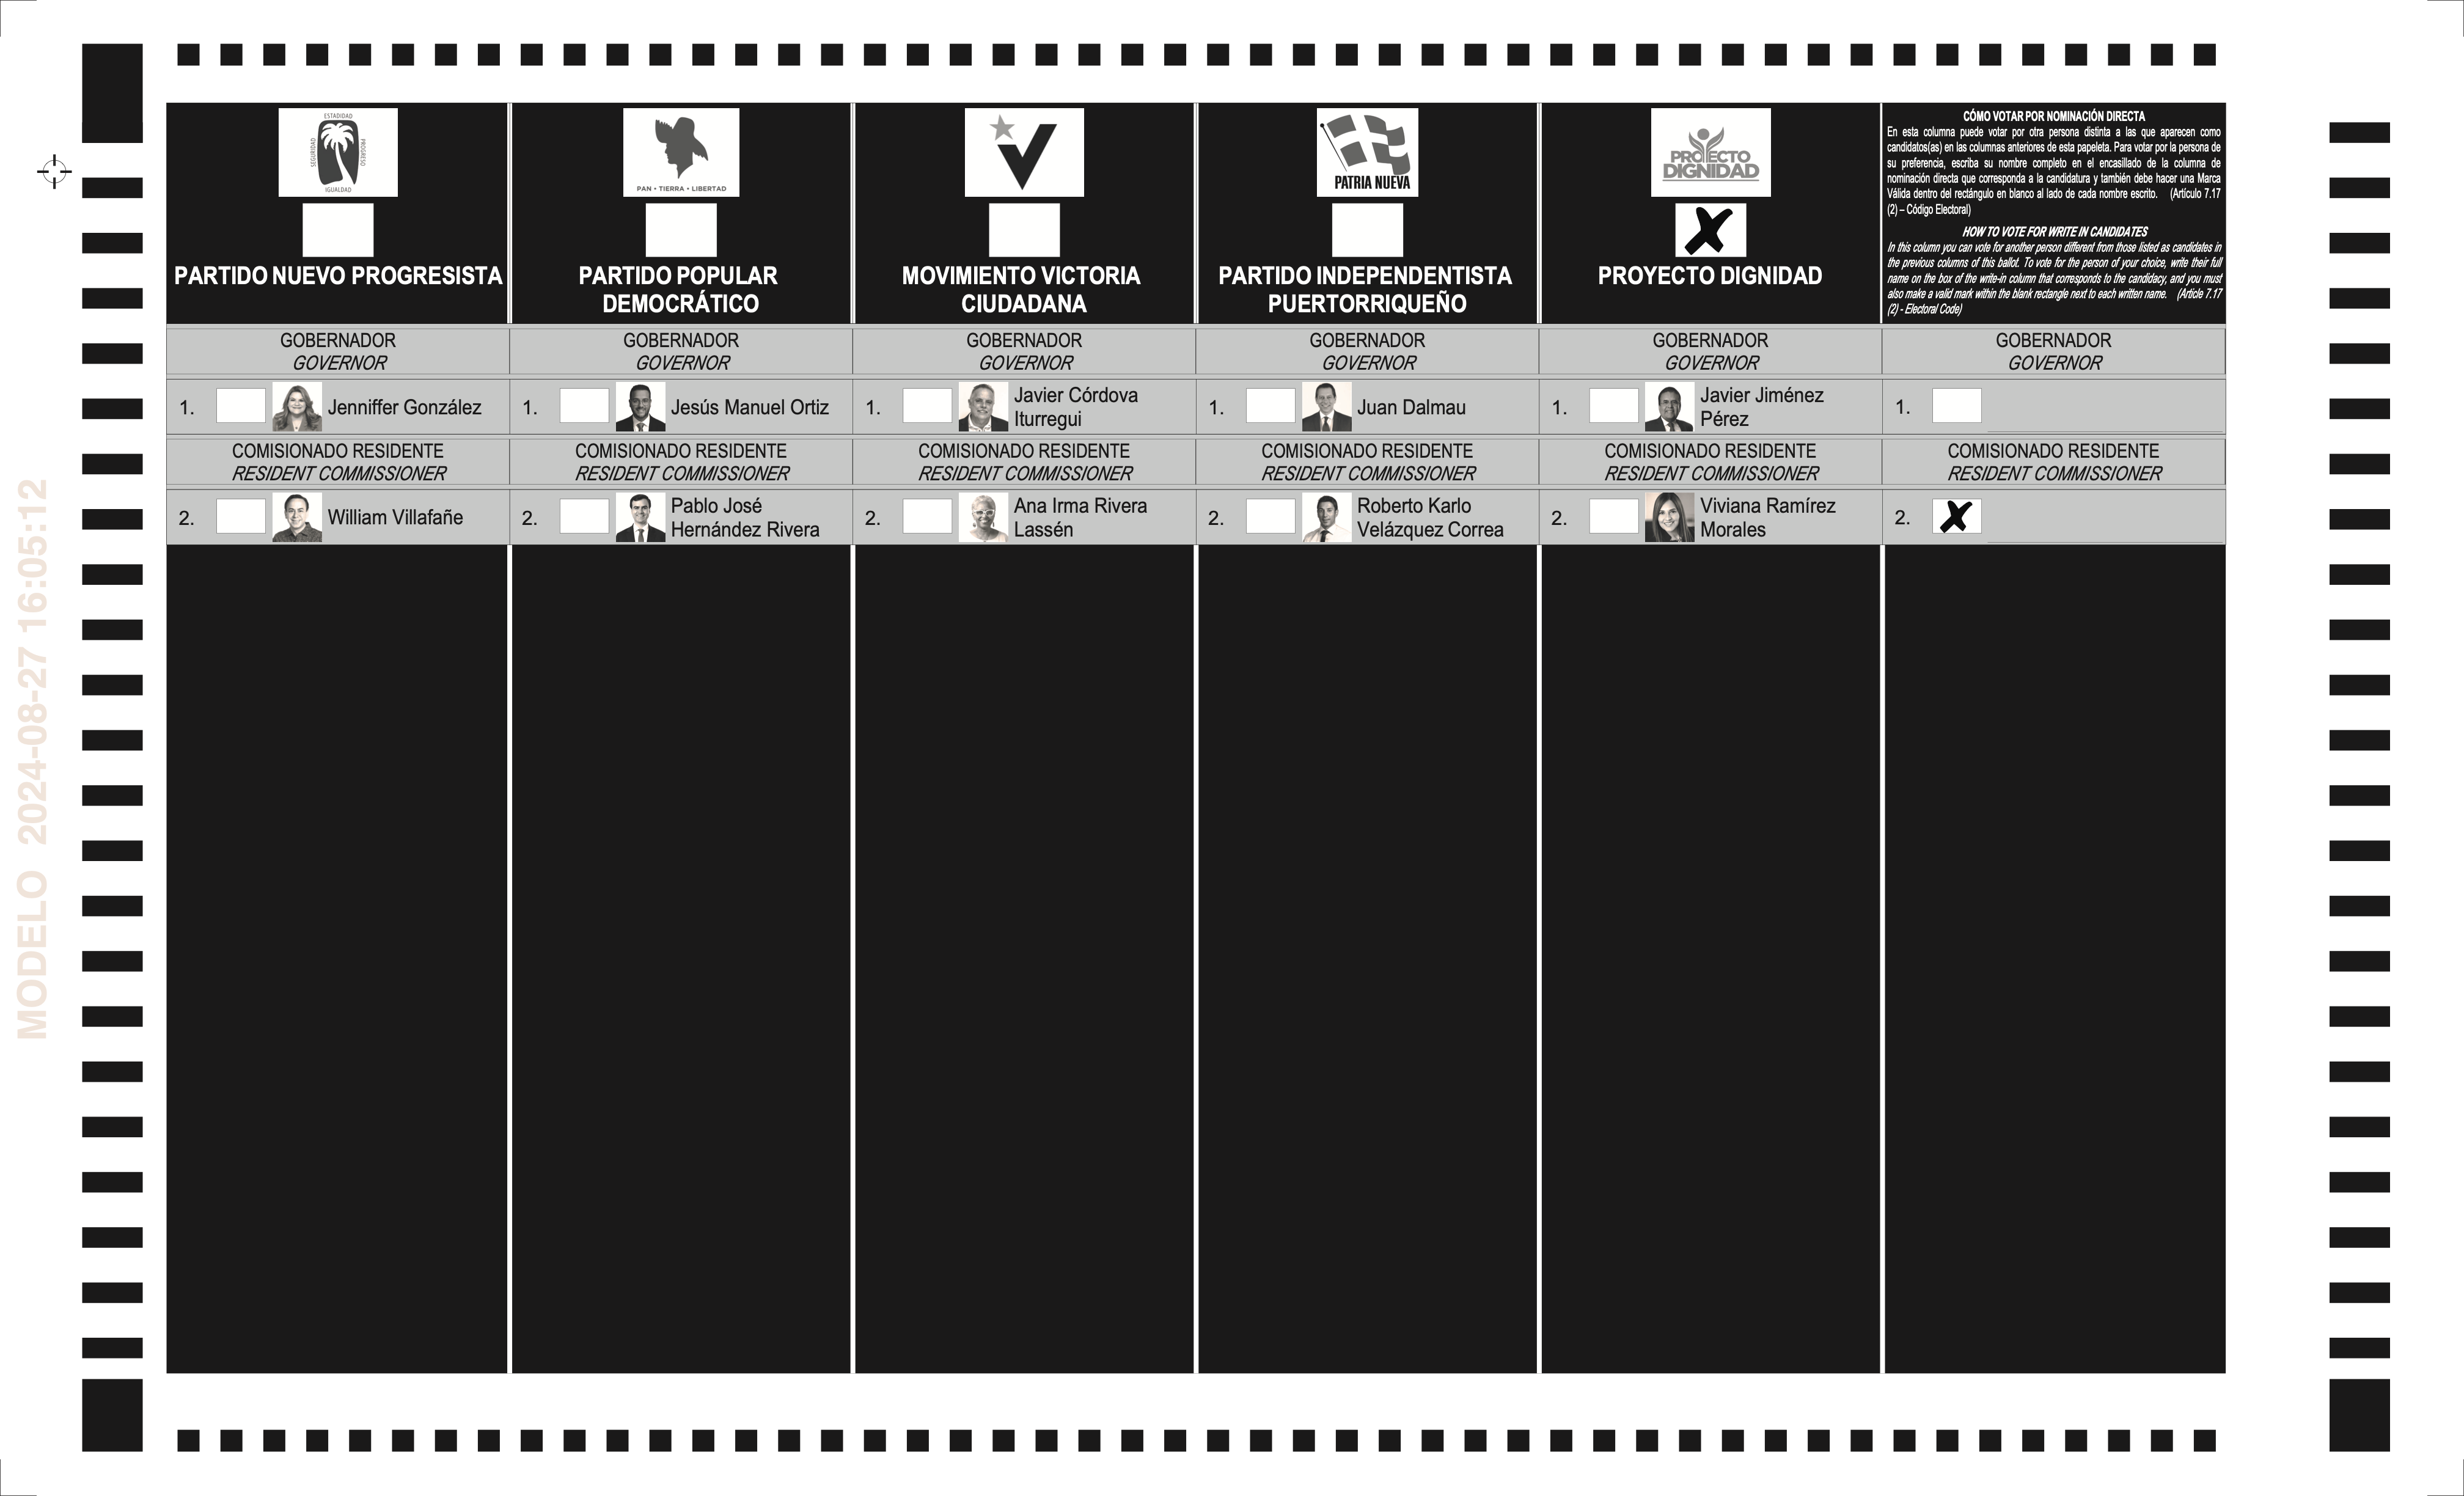 ESTADIDAD
SEGURIDAD
PROGRESO
IGUALDAD
PARTIDO NUEVO PROGRESISTA
PAN • TIERRA • LIBERTAD
PARTIDO POPULAR
DEMOCRÁTICO
MOVIMIENTO VICTORIA
CIUDADANA
PATRIA NUEVA
PARTIDO INDEPENDENTISTA
PUERTORRIQUEÑO
PROYECTO
DIGNIDAD
PROYECTO DIGNIDAD
CÓMO VOTAR POR NOMINACIÓN DIRECTA
En esta columna puede votar por otra persona distinta a las que aparecen como
candidatos(as) en las columnas anteriores de esta papeleta. Para votar por la persona de
su preferencia, escriba su nombre completo en el encasillado de la columna de
nominación directa que corresponda a la candidatura y también debe hacer una Marca
Válida dentro del rectángulo en blanco al lado de cada nombre escrito. (Artículo 7.17
(2) – Código Electoral)
HOW TO VOTE FOR WRITE IN CANDIDATES
In this column you can vote for another person different from those listed as candidates in
the previous columns of this ballot. To vote for the person of your choice, write their full
name on the box of the write-in column that corresponds to the candidacy, and you must
also make a valid mark within the blank rectangle next to each written name. (Article 7.17
(2) - Electoral Code)
GOBERNADOR
GOVERNOR
1. Jenniffer González
COMISIONADO RESIDENTE
RESIDENT COMMISSIONER
2. William Villafañe
GOBERNADOR
GOVERNOR
1. Jesús Manuel Ortiz
COMISIONADO RESIDENTE
RESIDENT COMMISSIONER
2. Pablo José
Hernández Rivera
GOBERNADOR
GOVERNOR
1. Javier Córdova
Iturregui
COMISIONADO RESIDENTE
RESIDENT COMMISSIONER
2. Ana Irma Rivera
Lassén
GOBERNADOR
GOVERNOR
1. Juan Dalmau
COMISIONADO RESIDENTE
RESIDENT COMMISSIONER
2. Roberto Karlo
Velázquez Correa
GOBERNADOR
GOVERNOR
1. Javier Jiménez
Pérez
COMISIONADO RESIDENTE
RESIDENT COMMISSIONER
2. Viviana Ramírez
Morales
GOBERNADOR
GOVERNOR
1.
COMISIONADO RESIDENTE
RESIDENT COMMISSIONER
2.
MODELO 2024-08-27 16:05:12